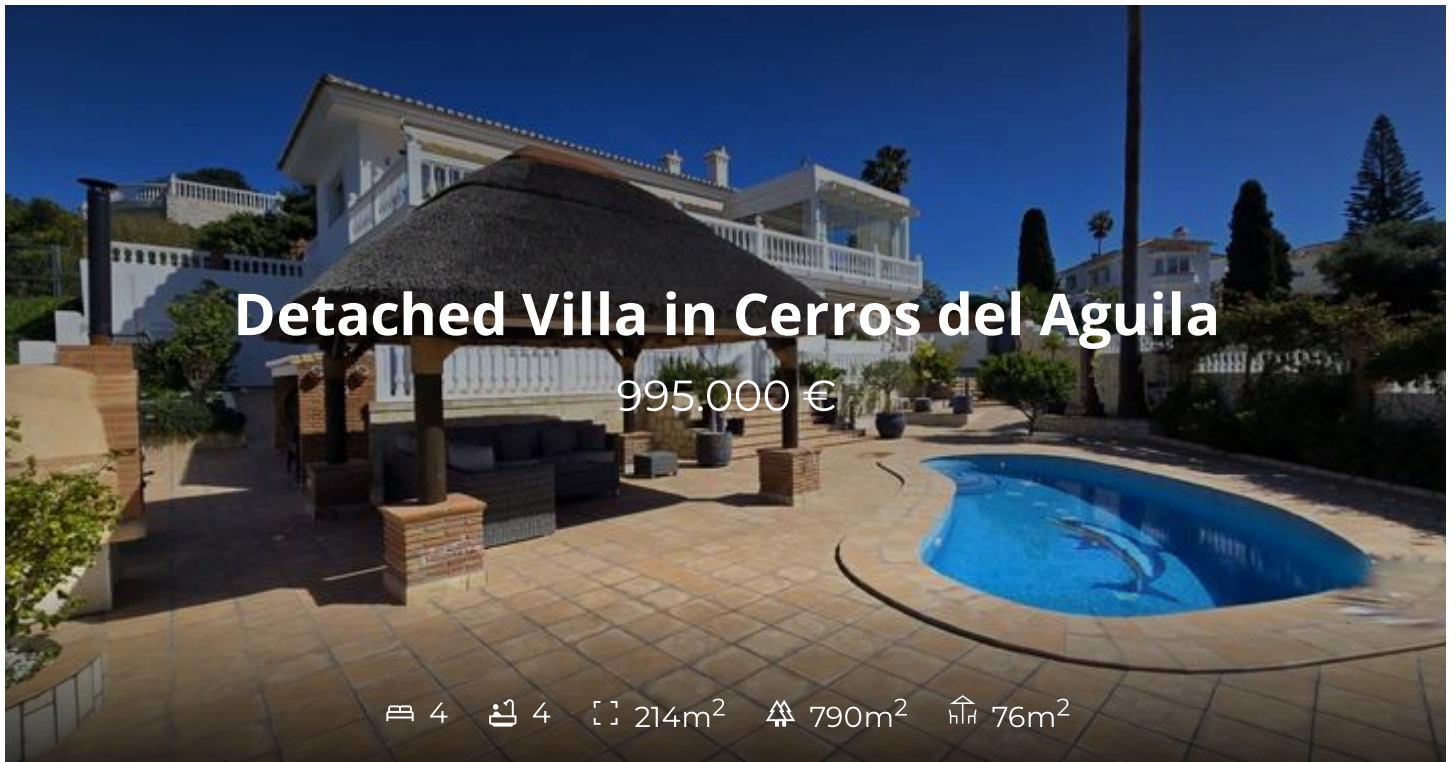 Detached Villa in Cerros del Aguila
995.000 €
4 4 214m² 790m² 76m²